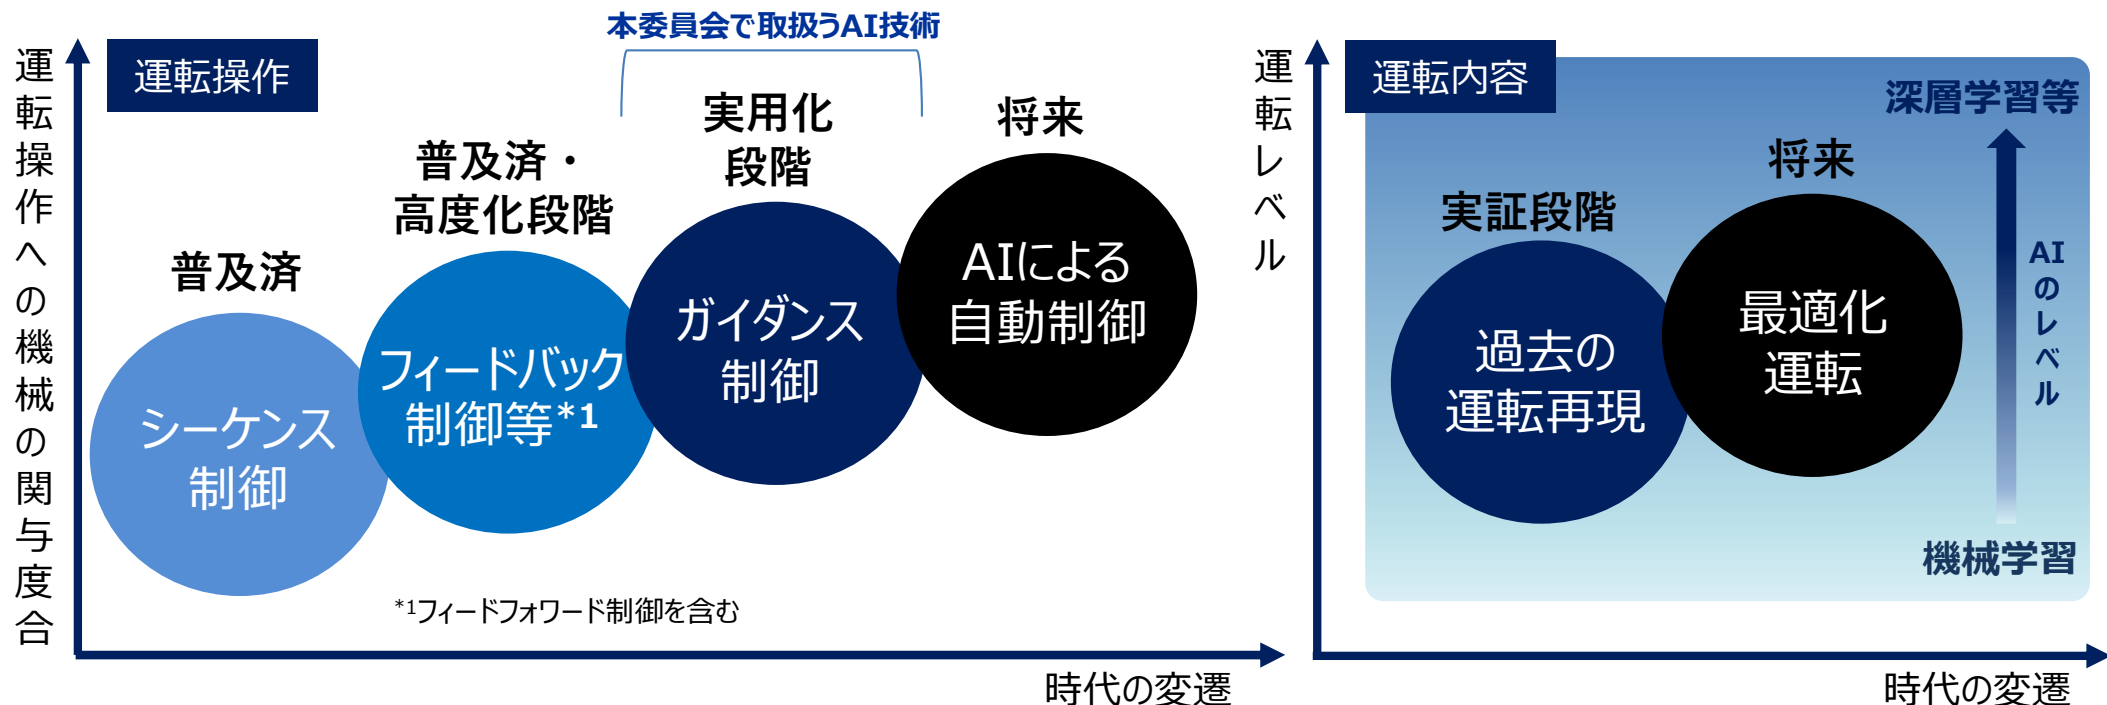 本委員会で取扱うAI技術
運転操作への機械の関与度合
運転操作
普及済
シーケンス
制御
普及済・
高度化段階
フィードバック
制御等*1
実用化
段階
ガイダンス
制御
将来
AIによる
自動制御
*1フィードフォワード制御を含む
時代の変遷
運転レベル
運転内容
実証段階
過去の
運転再現
将来
最適化
運転
深層学習等
AIのレベル
機械学習
時代の変遷